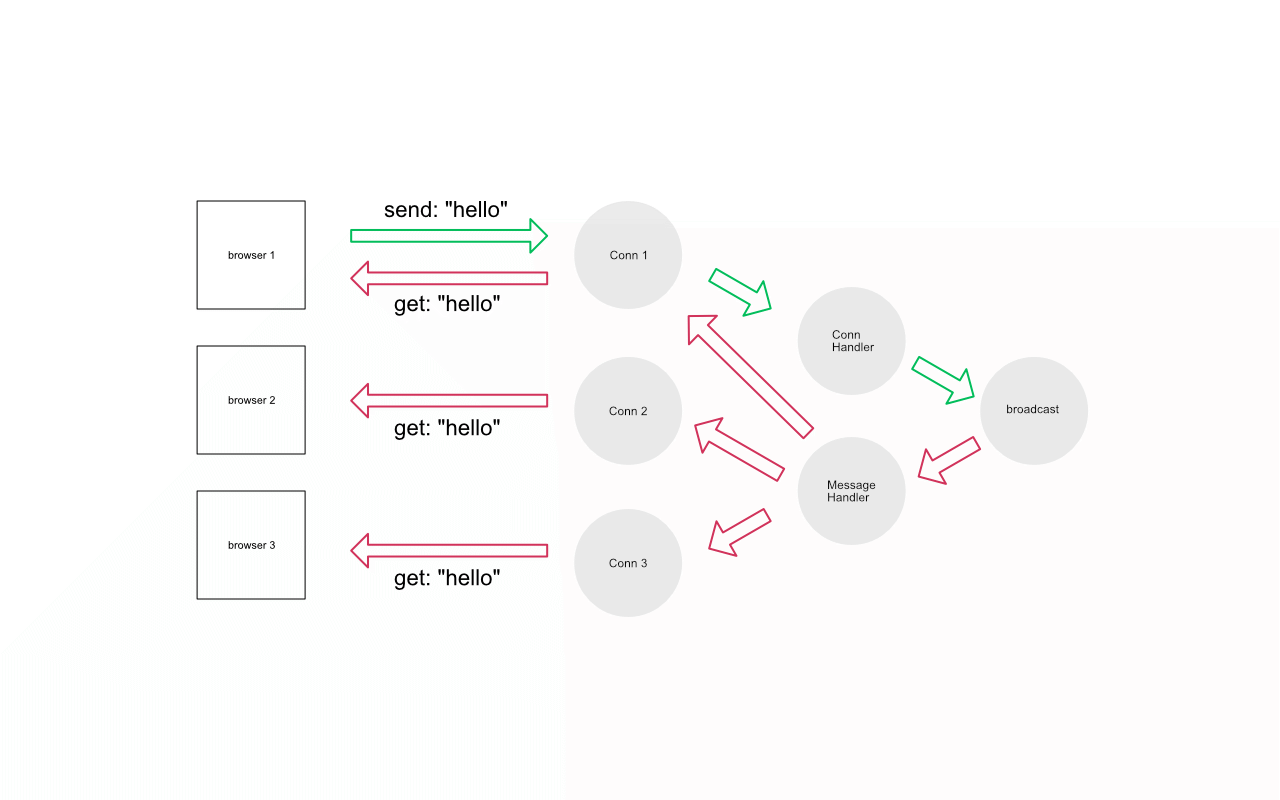 send: "hello"
browser 1
Conn 1
get: "hello"
Conn
Handler
browser 2
Conn 2
broadcast
get: "hello"
Message
Handler
browser 3
Conn 3
get: "hello"